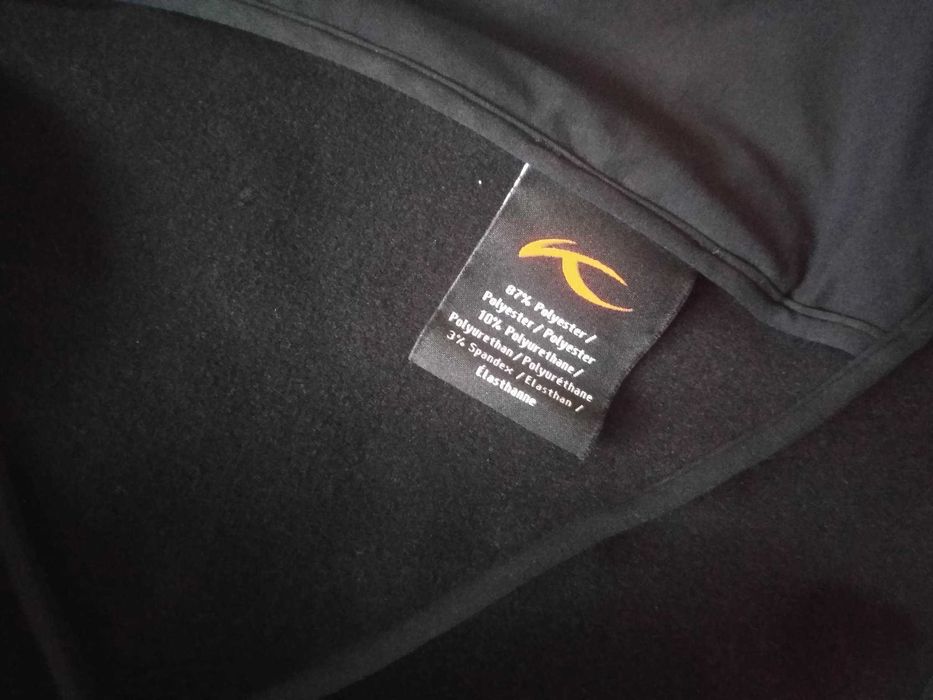 87% Polyester /
Polyester / Polyester
10% Polyurethane /
Polyurethan / Polyuréthane
3% Spandex / Elasthan /
Élasthanne